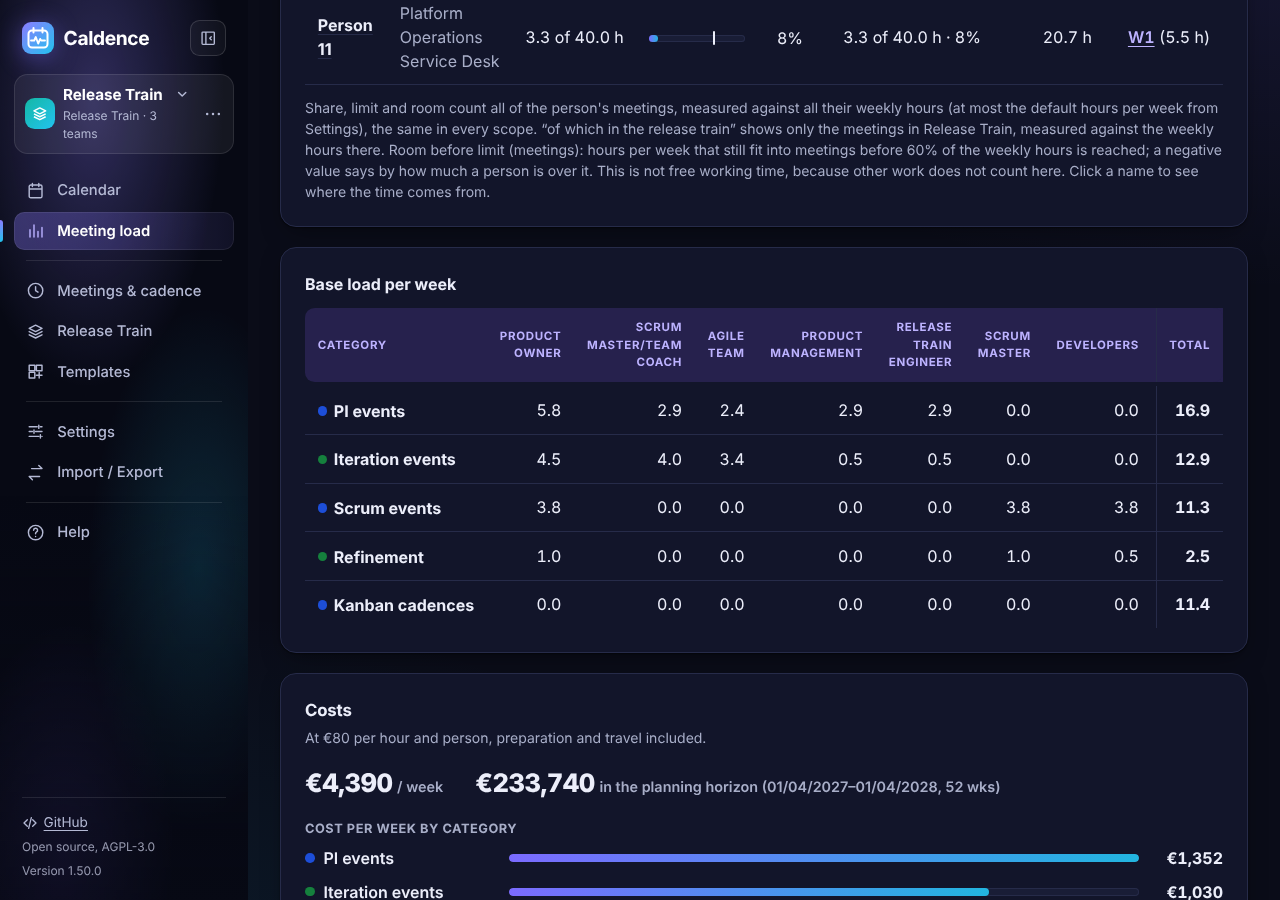 Caldence
Release Train
Release Train · 3 teams
Calendar
Meeting load
Meetings & cadence
Release Train
Templates
Settings
Import / Export
Help
GitHub
Open source, AGPL-3.0
Version 1.50.0
Person 11
Platform Operations Service Desk
3.3 of 40.0 h
8%
3.3 of 40.0 h · 8%
20.7 h
W1 (5.5 h)
Share, limit and room count all of the person's meetings, measured against all their weekly hours (at most the default hours per week from
Settings), the same in every scope. “of which in the release train” shows only the meetings in Release Train, measured against the weekly
hours there. Room before limit (meetings): hours per week that still fit into meetings before 60% of the weekly hours is reached; a negative
value says by how much a person is over it. This is not free working time, because other work does not count here. Click a name to see
where the time comes from.
Base load per week
CATEGORY PRODUCT OWNER SCRUM MASTER/TEAM COACH AGILE TEAM PRODUCT MANAGEMENT RELEASE TRAIN ENGINEER SCRUM MASTER DEVELOPERS TOTAL
PI events 5.8 2.9 2.4 2.9 2.9 0.0 0.0 16.9
Iteration events 4.5 4.0 3.4 0.5 0.5 0.0 0.0 12.9
Scrum events 3.8 0.0 0.0 0.0 0.0 3.8 3.8 11.3
Refinement 1.0 0.0 0.0 0.0 0.0 1.0 0.5 2.5
Kanban cadences 0.0 0.0 0.0 0.0 0.0 0.0 0.0 11.4
Costs
At €80 per hour and person, preparation and travel included.
€4,390 / week €233,740 in the planning horizon (01/04/2027–01/04/2028, 52 wks)
COST PER WEEK BY CATEGORY
PI events €1,352
Iteration events €1,030